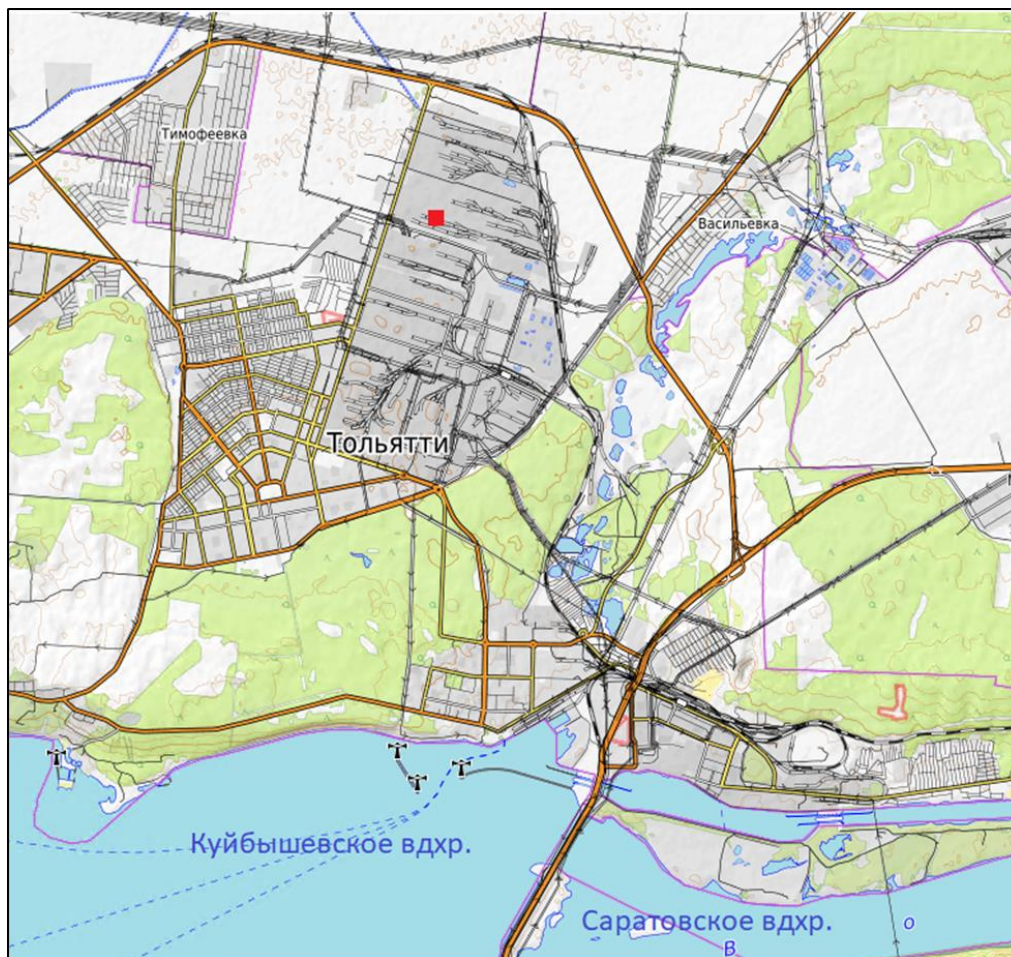 Тимофеевка
Васильевка
Тольятти
Куйбышевское вдхр.
Саратовское вдхр.
о
В